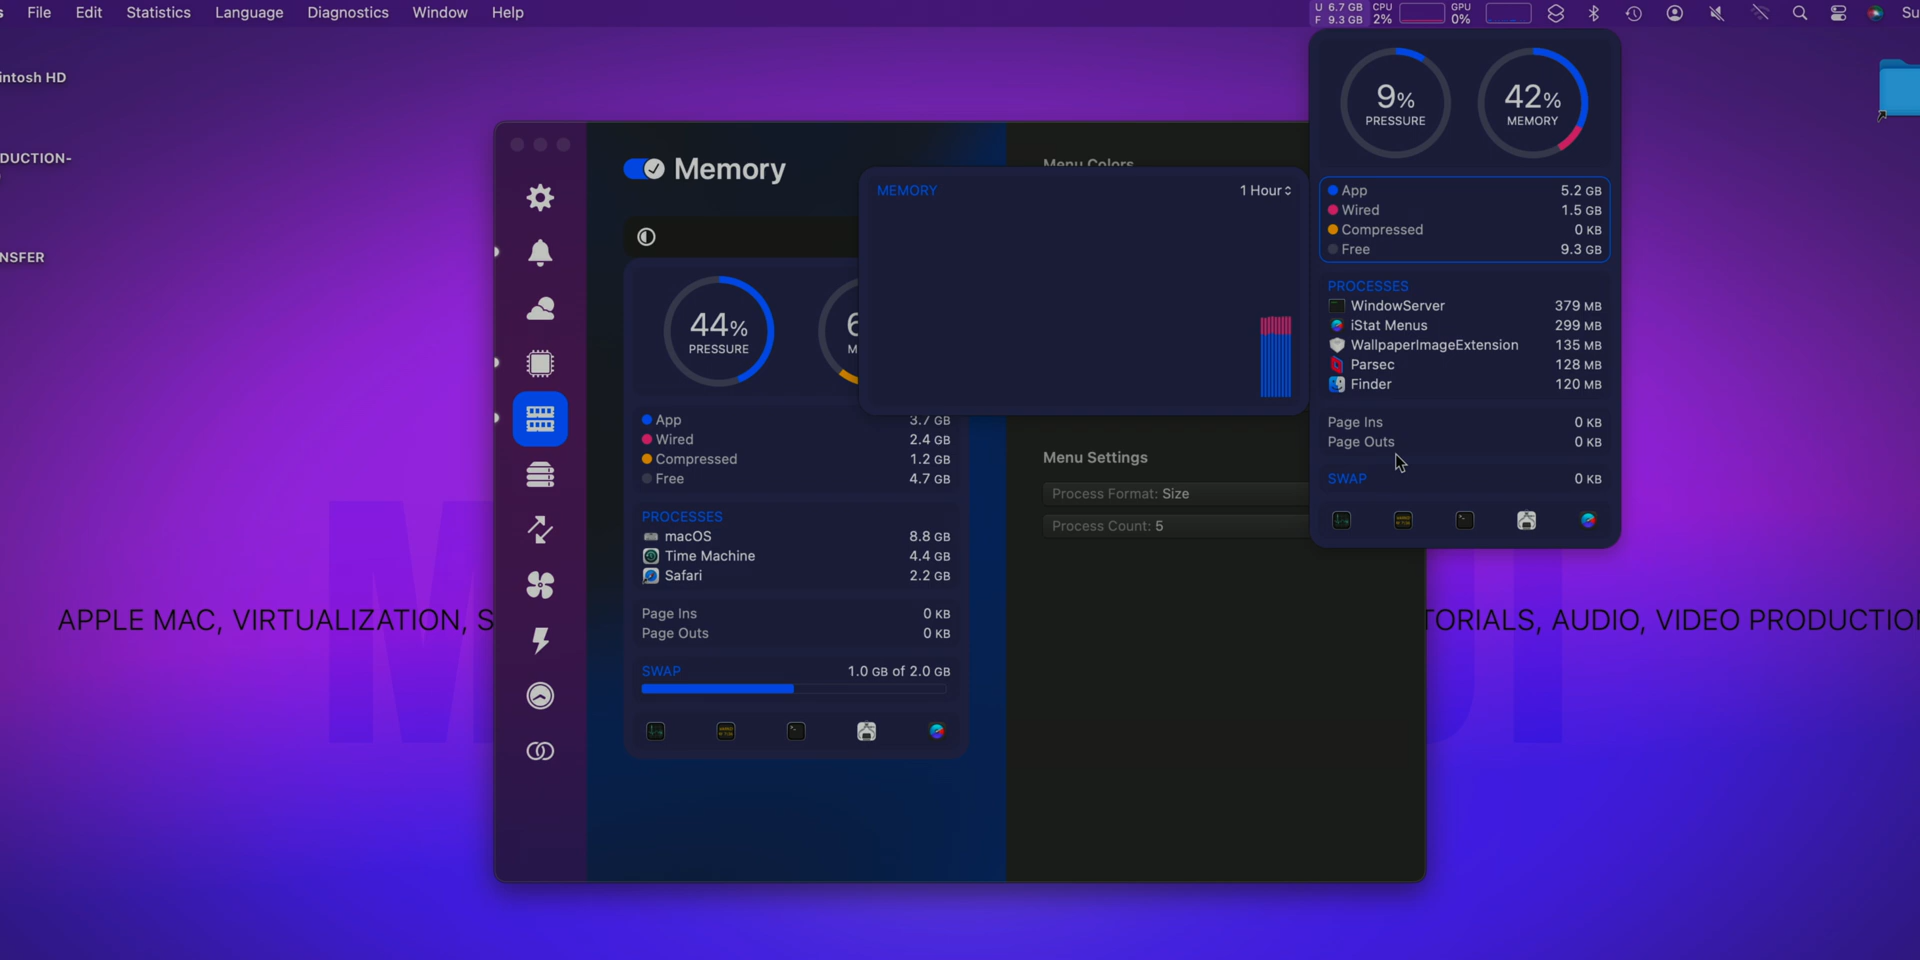 File Edit Statistics Language Diagnostics Window Help
U 6.7 GB
F 9.3 GB
CPU
2%
GPU
0%
Su
intosh HD
DUCTION-
NSFER
Memory
44%
PRESSURE
6
M
App 3.7 GB
Wired 2.4 GB
Compressed 1.2 GB
Free 4.7 GB
PROCESSES
macOS 8.8 GB
Time Machine 4.4 GB
Safari 2.2 GB
Page Ins 0 KB
Page Outs 0 KB
SWAP 1.0 GB of 2.0 GB
Menu Colors
MEMORY 1 Hour
Menu Settings
Process Format: Size
Process Count: 5
9%
PRESSURE
42%
MEMORY
App 5.2 GB
Wired 1.5 GB
Compressed 0 KB
Free 9.3 GB
PROCESSES
WindowServer 379 MB
iStat Menus 299 MB
WallpaperImageExtension 135 MB
Parsec 128 MB
Finder 120 MB
Page Ins 0 KB
Page Outs 0 KB
SWAP 0 KB
APPLE MAC, VIRTUALIZATION, S
TORIALS, AUDIO, VIDEO PRODUCTIO